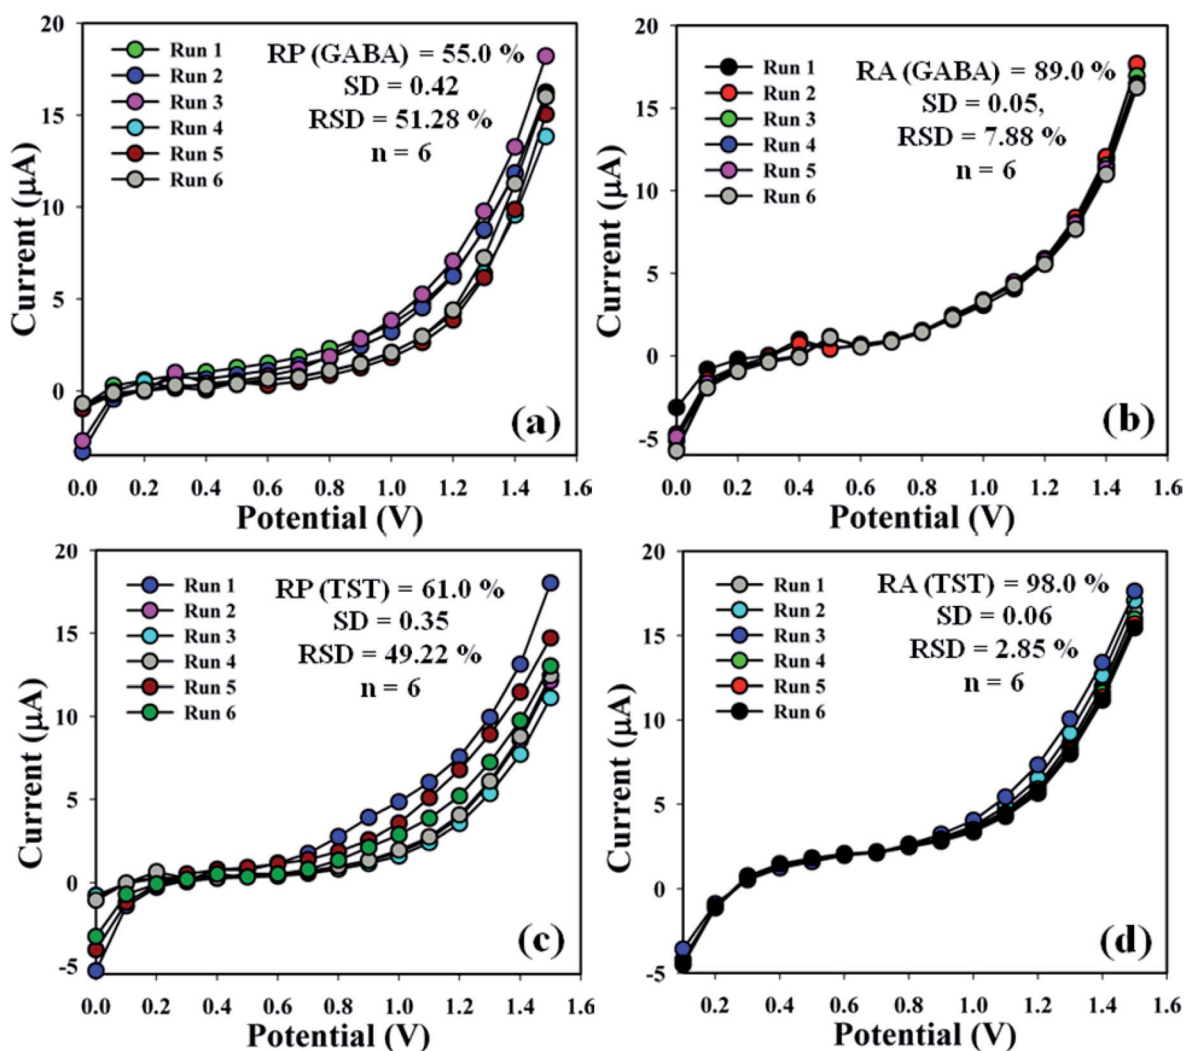 20
15
10
5
0
Current (µA)
Run 1
Run 2
Run 3
Run 4
Run 5
Run 6
RP (GABA) = 55.0 %
SD = 0.42
RSD = 51.28 %
n = 6
(a)
0.0 0.2 0.4 0.6 0.8 1.0 1.2 1.4 1.6
Potential (V)
20
15
10
5
0
-5
Current (µA)
Run 1
Run 2
Run 3
Run 4
Run 5
Run 6
RA (GABA) = 89.0 %
SD = 0.05,
RSD = 7.88 %
n = 6
(b)
0.0 0.2 0.4 0.6 0.8 1.0 1.2 1.4 1.6
Potential (V)
20
15
10
5
0
-5
Current (µA)
Run 1
Run 2
Run 3
Run 4
Run 5
Run 6
RP (TST) = 61.0 %
SD = 0.35
RSD = 49.22 %
n = 6
(c)
0.0 0.2 0.4 0.6 0.8 1.0 1.2 1.4 1.6
Potential (V)
20
15
10
5
0
-5
Current (µA)
Run 1
Run 2
Run 3
Run 4
Run 5
Run 6
RA (TST) = 98.0 %
SD = 0.06
RSD = 2.85 %
n = 6
(d)
0.2 0.4 0.6 0.8 1.0 1.2 1.4 1.6
Potential (V)